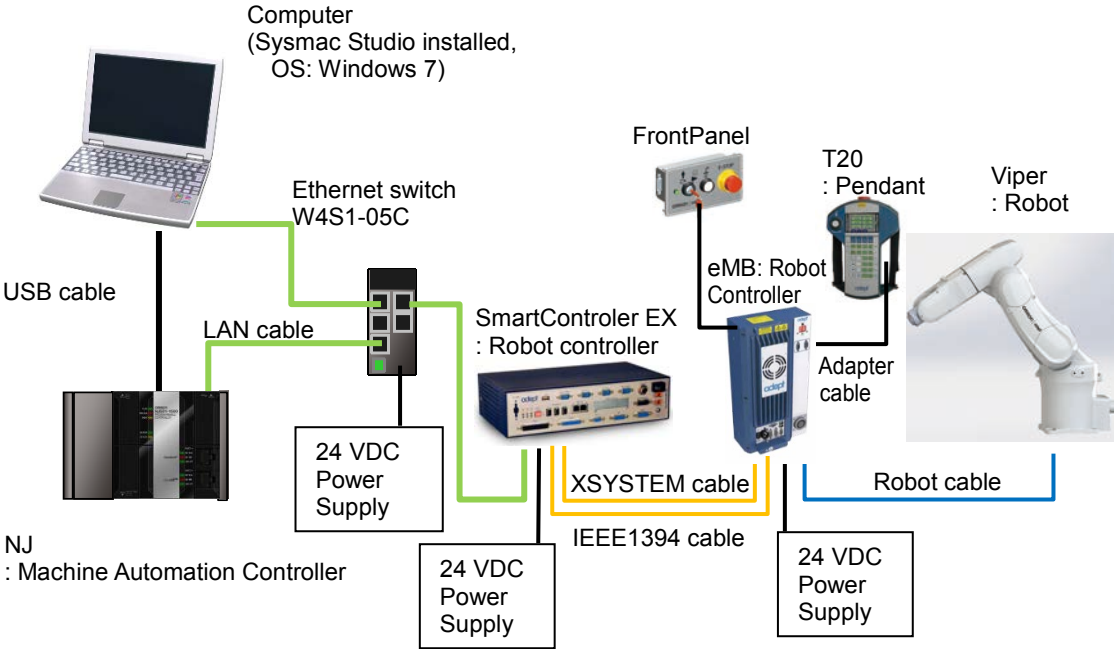 Computer
(Sysmac Studio installed,
OS: Windows 7)
FrontPanel
T20
: Pendant
Viper
: Robot
Ethernet switch
W4S1-05C
eMB: Robot
Controller
USB cable
LAN cable
SmartControler EX
: Robot controller
adept
adept
Adapter
cable
24 VDC
Power
Supply
XSYSTEM cable
Robot cable
IEEE1394 cable
NJ
: Machine Automation Controller
24 VDC
Power
Supply
24 VDC
Power
Supply